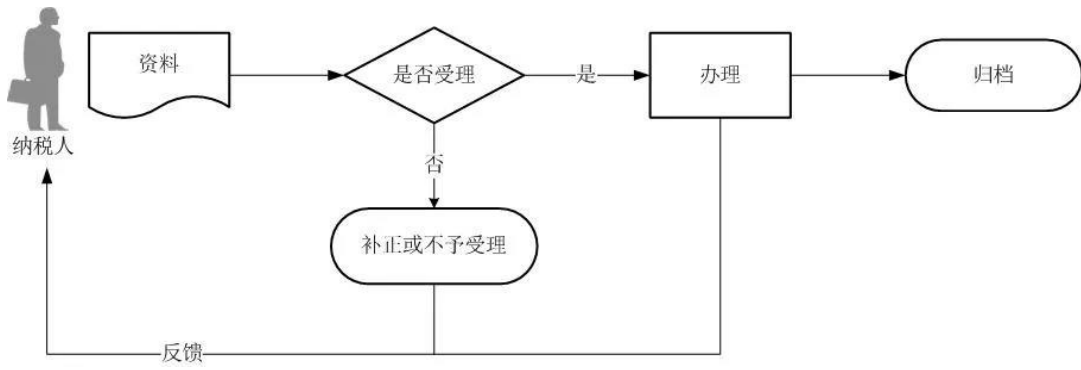 资料
是否受理
是
办理
归档
纳税人
否
补正或不予受理
反馈